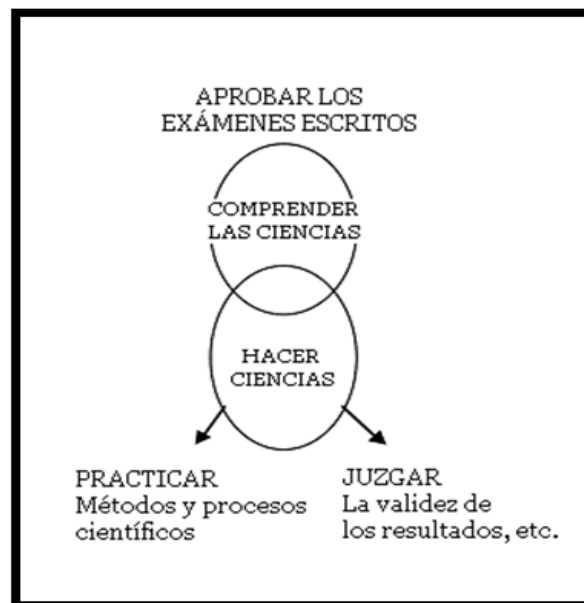 APROBAR LOS
EXÁMENES ESCRITOS
COMPRENDER
LAS CIENCIAS
HACER
CIENCIAS
PRACTICAR
Métodos y procesos
científicos
JUZGAR
La validez de
los resultados, etc.